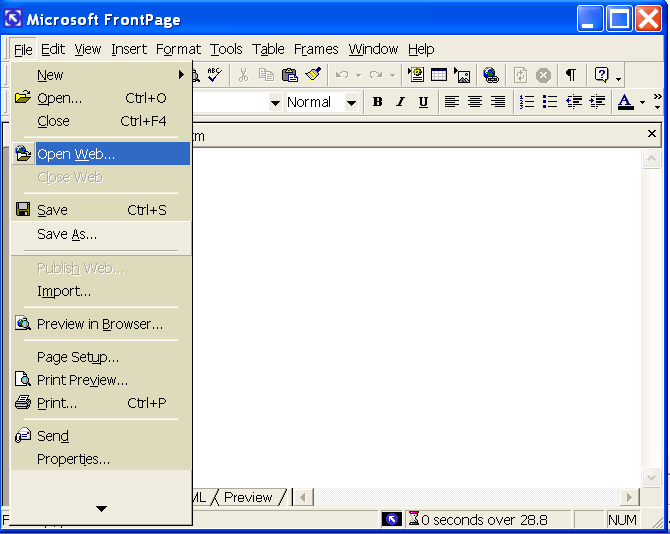 Microsoft FrontPage
File Edit View Insert Format Tools Table Frames Window Help
New
Open... Ctrl+O
Close Ctrl+F4
Open Web...
Close Web
Save Ctrl+S
Save As...
Publish Web...
Import...
Preview in Browser...
Page Setup...
Print Preview...
Print... Ctrl+P
Send
Properties...
Normal B I U A
tm
ML Preview
0 seconds over 28.8 NUM